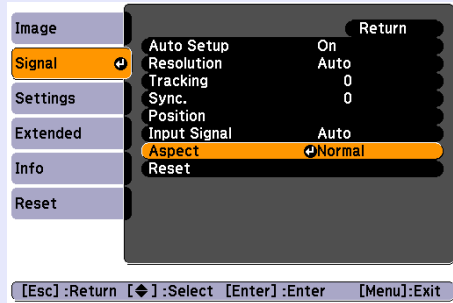 Image
Signal
Settings
Extended
Info
Reset
Return
Auto Setup On
Resolution Auto
Tracking 0
Sync. 0
Position
Input Signal Auto
Aspect Normal
Reset
[Esc] :Return [◆] :Select [Enter] :Enter [Menu]:Exit